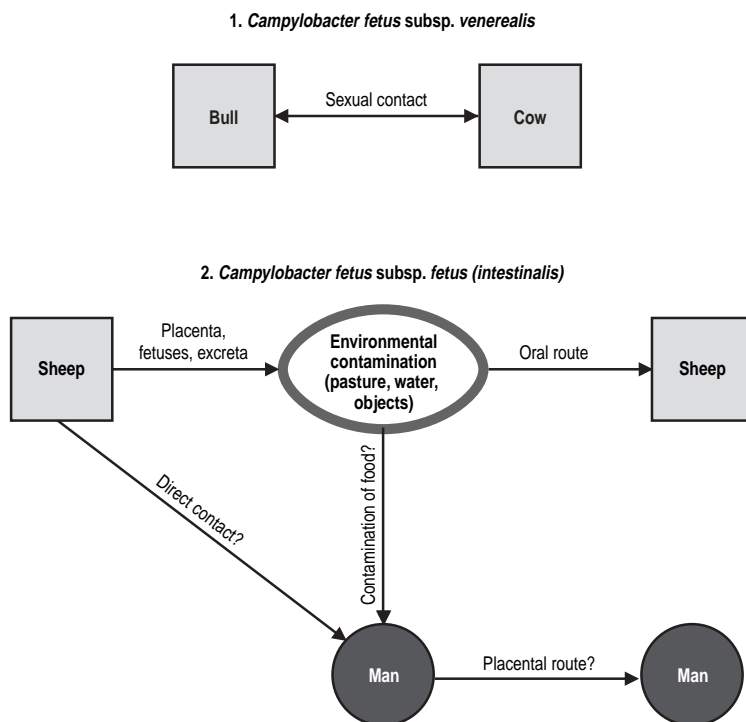 1. Campylobacter fetus subsp. venerealis
Bull
Sexual contact
Cow
2. Campylobacter fetus subsp. fetus (intestinalis)
Sheep
Placenta,
fetuses, excreta
Environmental
contamination
(pasture, water,
objects)
Oral route
Sheep
Direct contact?
Contamination of food?
Man
Placental route?
Man